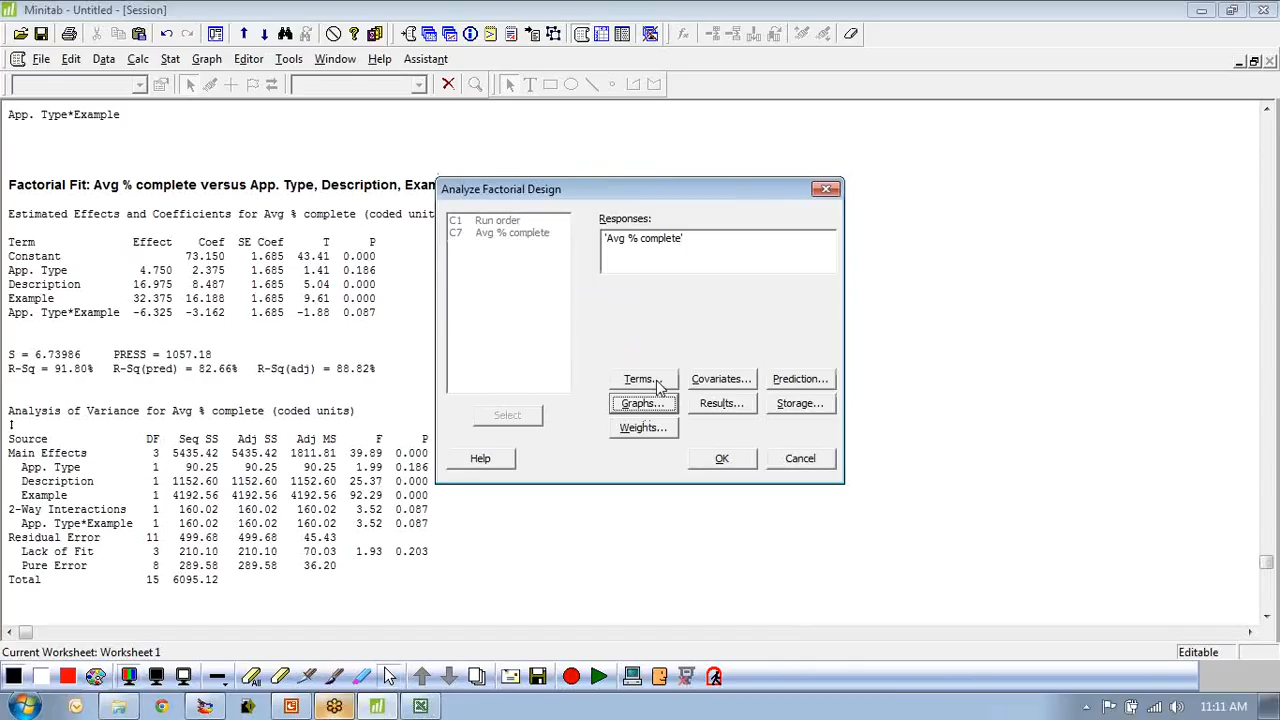 Minitab - Untitled - [Session]
File Edit Data Calc Stat Graph Editor Tools Window Help Assistant
App. Type*Example
Factorial Fit: Avg % complete versus App. Type, Description, Exam
Estimated Effects and Coefficients for Avg % complete (coded unit
Term Effect Coef SE Coef T P
Constant 73.150 1.685 43.41 0.000
App. Type 4.750 2.375 1.685 1.41 0.186
Description 16.975 8.487 1.685 5.04 0.000
Example 32.375 16.188 1.685 9.61 0.000
App. Type*Example -6.325 -3.162 1.685 -1.88 0.087
S = 6.73986 PRESS = 1057.18
R-Sq = 91.80% R-Sq(pred) = 82.66% R-Sq(adj) = 88.82%
Analysis of Variance for Avg % complete (coded units)
Source DF Seq SS Adj SS Adj MS F P
Main Effects 3 5435.42 5435.42 1811.81 39.89 0.000
App. Type 1 90.25 90.25 90.25 1.99 0.186
Description 1 1152.60 1152.60 1152.60 25.37 0.000
Example 1 4192.56 4192.56 4192.56 92.29 0.000
2-Way Interactions 1 160.02 160.02 160.02 3.52 0.087
App. Type*Example 1 160.02 160.02 160.02 3.52 0.087
Residual Error 11 499.68 499.68 45.43
Lack of Fit 3 210.10 210.10 70.03 1.93 0.203
Pure Error 8 289.58 289.58 36.20
Total 15 6095.12
Analyze Factorial Design
C1 Run order
C7 Avg % complete
Responses:
'Avg % complete'
Terms... Covariates... Prediction...
Graphs... Results... Storage...
Select
Weights...
Help OK Cancel
Current Worksheet: Worksheet 1
Editable
11:11 AM